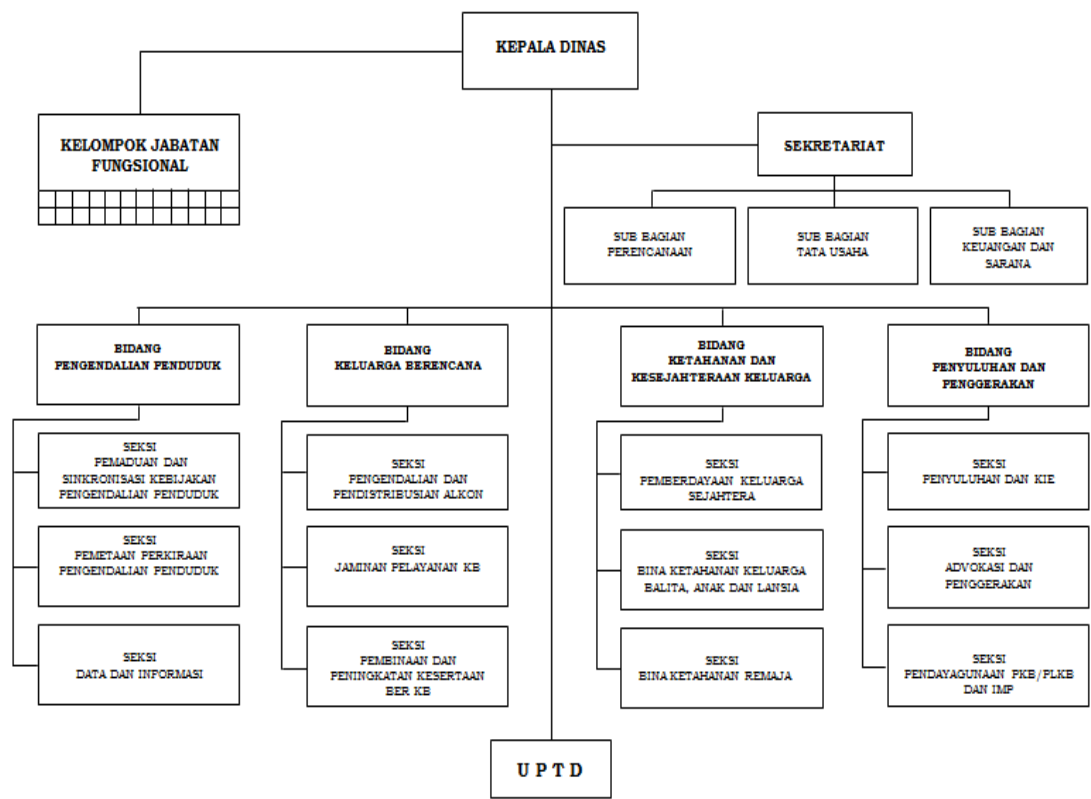 KEPALA DINAS
KELOMPOK JABATAN
FUNGSIONAL
SEKRETARIAT
SUB BAGIAN
PERENCANAAN
SUB BAGIAN
TATA USAHA
SUB BAGIAN
KEUANGAN DAN
SARANA
BIDANG
PENGENDALIAN PENDUDUK
BIDANG
KELUARGA BERENCANA
BIDANG
KETAHANAN DAN
KESEJAHTERAAN KELUARGA
BIDANG
PENYULUHAN DAN
PENGGERAKAN
SEKSI
PEMADUAN DAN
SINKRONISASI KEBIJAKAN
PENGENDALIAN PENDUDUK
SEKSI
PENGENDALIAN DAN
PENDISTRIBUSIAN ALKON
SEKSI
PEMBERDAYAAN KELUARGA
SEJAHTERA
SEKSI
PENYULUHAN DAN KIE
SEKSI
PEMETAAN PERKIRAAN
PENGENDALIAN PENDUDUK
SEKSI
JAMINAN PELAYANAN KB
SEKSI
BINA KETAHANAN KELUARGA
BALITA, ANAK DAN LANSIA
SEKSI
ADVOKASI DAN
PENGGERAKAN
SEKSI
DATA DAN INFORMASI
SEKSI
PEMBINAAN DAN
PENINGKATAN KESERTAAN
BER KB
SEKSI
BINA KETAHANAN REMAJA
SEKSI
PENDAYAGUNAAN PKB/PLKB
DAN IMP
U P T D